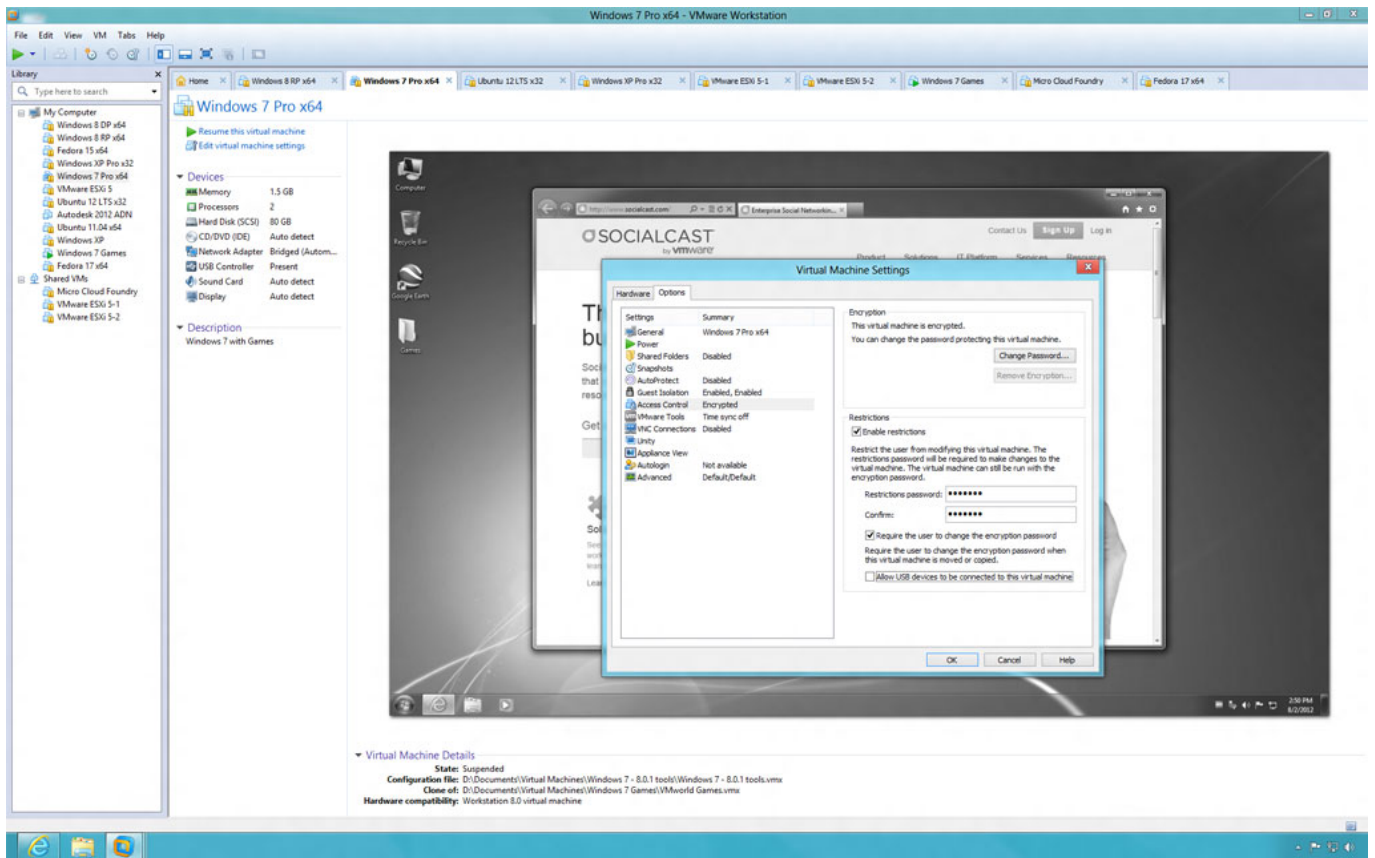 Windows 7 Pro x64 - VMware Workstation
File Edit View VM Tabs Help
Library
Type here to search
My Computer
Windows 8 DP x64
Windows 8 RP x64
Fedora 15 x64
Windows XP Pro x32
Windows 7 Pro x64
VMware ESXi 5
Ubuntu 12 LTS x32
Autodesk 2012 ADN
Ubuntu 11.04 x64
Windows XP
Windows 7 Games
Fedora 17 x64
Shared VMs
Micro Cloud Foundry
VMware ESXi 5-1
VMware ESXi 5-2
Home Windows 8 RP x64 Windows 7 Pro x64 Ubuntu 12 LTS x32 Windows XP Pro x32 VMware ESXi 5-1 VMware ESXi 5-2 Windows 7 Games Micro Cloud Foundry Fedora 17 x64
Windows 7 Pro x64
Resume this virtual machine
Edit virtual machine settings
Devices
Memory 1.5 GB
Processors 2
Hard Disk (SCSI) 80 GB
CD/DVD (IDE) Auto detect
Network Adapter Bridged (Autom...
USB Controller Present
Sound Card Auto detect
Display Auto detect
Description
Windows 7 with Games
Computer
Recycle Bin
Google Earth
Games
http://www.socialcast.com/ Enterprise Social Networkin...
SOCIALCAST
by vmware
Contact Us Sign Up Log in
Product Solutions IT Platform Services Resources
Virtual Machine Settings
Hardware Options
Settings Summary
General Windows 7 Pro x64
Power
Shared Folders Disabled
Snapshots
AutoProtect Disabled
Guest Isolation Enabled, Enabled
Access Control Encrypted
VMware Tools Time sync off
VNC Connections Disabled
Unity
Appliance View
Autologin Not available
Advanced Default/Default
Encryption
This virtual machine is encrypted.
You can change the password protecting this virtual machine.
Change Password...
Remove Encryption...
Restrictions
Enable restrictions
Restrict the user from modifying this virtual machine. The
restrictions password will be required to make changes to the
virtual machine. The virtual machine can still be run with the
encryption password.
Restrictions password:
Confirm:
Require the user to change the encryption password
Require the user to change the encryption password when
this virtual machine is moved or copied.
Allow USB devices to be connected to this virtual machine
OK Cancel Help
2:50 PM
8/2/2012
Virtual Machine Details
State: Suspended
Configuration file: D:\Documents\Virtual Machines\Windows 7 - 8.0.1 tools\Windows 7 - 8.0.1 tools.vmx
Clone of: D:\Documents\Virtual Machines\Windows 7 Games\VMworld Games.vmx
Hardware compatibility: Workstation 8.0 virtual machine